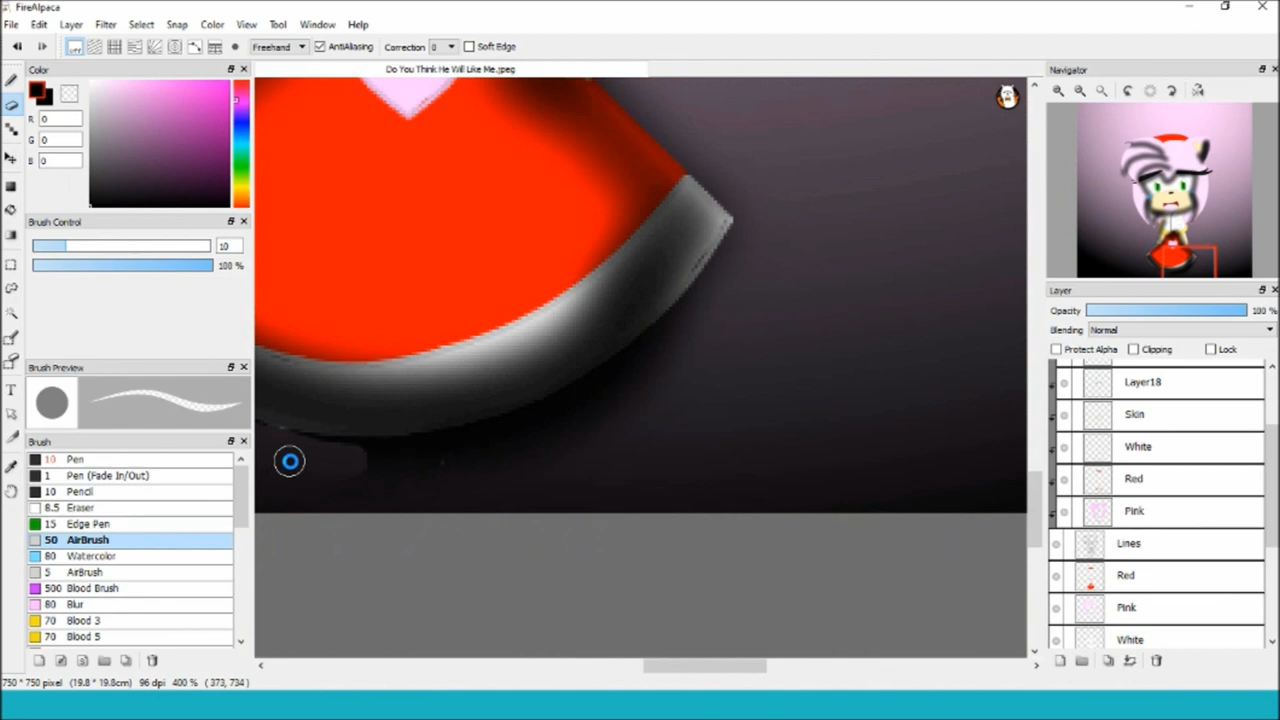 FireAlpaca
File Edit Layer Filter Select Snap Color View Tool Window Help
OFF Freehand AntiAliasing Correction 0 Soft Edge
Color
Do You Think He Will Like Me.jpeg
Navigator
R 0
G 0
B 0
Brush Control
10
100 %
Layer
Opacity 100 %
Blending Normal
Protect Alpha Clipping Lock
Layer18
Skin
White
Red
Pink
Lines
Red
Pink
White
Brush Preview
Brush
10 Pen
1 Pen (Fade In/Out)
10 Pencil
8.5 Eraser
15 Edge Pen
50 AirBrush
80 Watercolor
5 AirBrush
500 Blood Brush
80 Blur
70 Blood 3
70 Blood 5
750 * 750 pixel (19.8 * 19.8cm) 96 dpi 400 % ( 373, 734 )